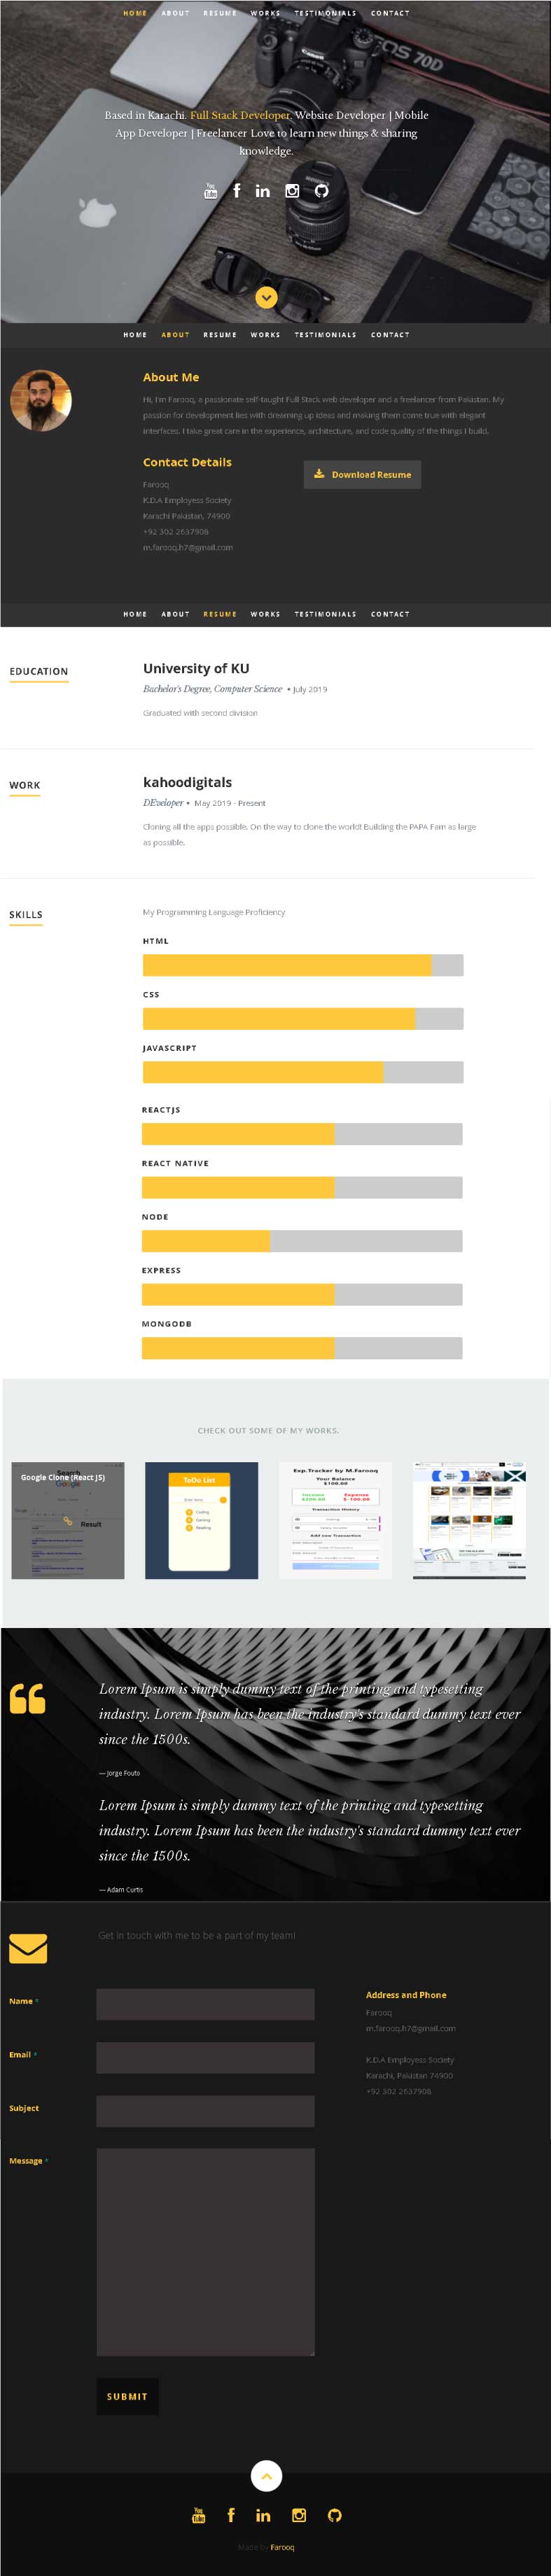 HOME ABOUT RESUME WORKS TESTIMONIALS CONTACT
EOS 70D
Based in Karachi. Full Stack Developer. Website Developer | Mobile
App Developer | Freelancer Love to learn new things & sharing
knowledge.
You
Tube
HOME ABOUT RESUME WORKS TESTIMONIALS CONTACT
About Me
Hi, I'm Farooq, a passionate self-taught Full Stack web developer and a freelancer from Pakistan. My
passion for development lies with dreaming up ideas and making them come true with elegant
interfaces. I take great care in the experience, architecture, and code quality of the things I build.
Contact Details
Download Resume
Farooq
K.D.A Employess Society
Karachi Pakistan, 74900
+92 302 2637908
m.farooq.h7@gmail.com
HOME ABOUT RESUME WORKS TESTIMONIALS CONTACT
EDUCATION
University of KU
Bachelor's Degree, Computer Science • July 2019
Graduated with second division
WORK
kahoodigitals
DEveloper • May 2019 - Present
Cloning all the apps possible. On the way to clone the world! Building the PAPA Fam as large
as possible.
SKILLS
My Programming Language Proficiency
HTML
CSS
JAVASCRIPT
REACTJS
REACT NATIVE
NODE
EXPRESS
MONGODB
CHECK OUT SOME OF MY WORKS.
Google Clone (React JS)
Search
Google
Result
ToDo List
Coding
Gaming
Reading
Exp.Tracker by M.Farooq
Your Balance
$100.00
Income Expense
$200.00 $-100.00
Transaction History
Add new Transaction
Lorem Ipsum is simply dummy text of the printing and typesetting
industry. Lorem Ipsum has been the industry's standard dummy text ever
since the 1500s.
— Jorge Fouto
Lorem Ipsum is simply dummy text of the printing and typesetting
industry. Lorem Ipsum has been the industry's standard dummy text ever
since the 1500s.
— Adam Curtis
Get in touch with me to be a part of my team!
Name *
Email *
Subject
Message *
SUBMIT
Address and Phone
Farooq
m.farooq.h7@gmail.com
K.D.A Employess Society
Karachi, Pakistan 74900
+92 302 2637908
You
Tube
Made by Farooq